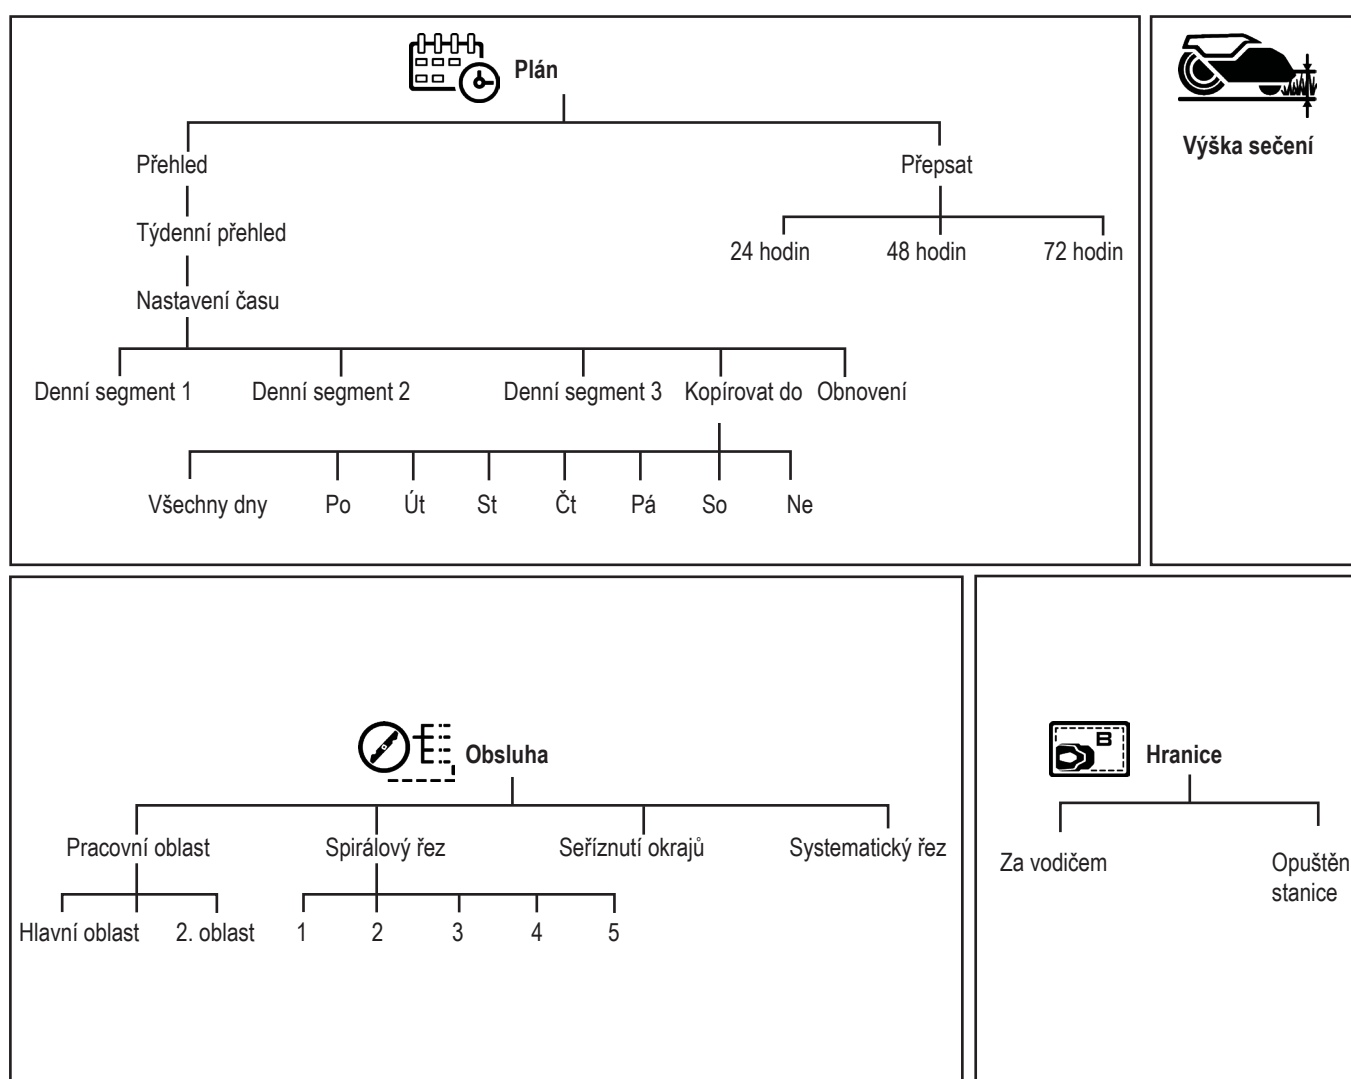 Plán
Přehled
Přepsat
Týdenní přehled
24 hodin 48 hodin 72 hodin
Nastavení času
Denní segment 1 Denní segment 2 Denní segment 3 Kopírovat do Obnovení
Všechny dny Po Út St Čt Pá So Ne
Výška sečení
Obsluha
Pracovní oblast Spirálový řez Seříznutí okrajů Systematický řez
Hlavní oblast 2. oblast 1 2 3 4 5
B
Hranice
Za vodičem
Opuštěn
stanice